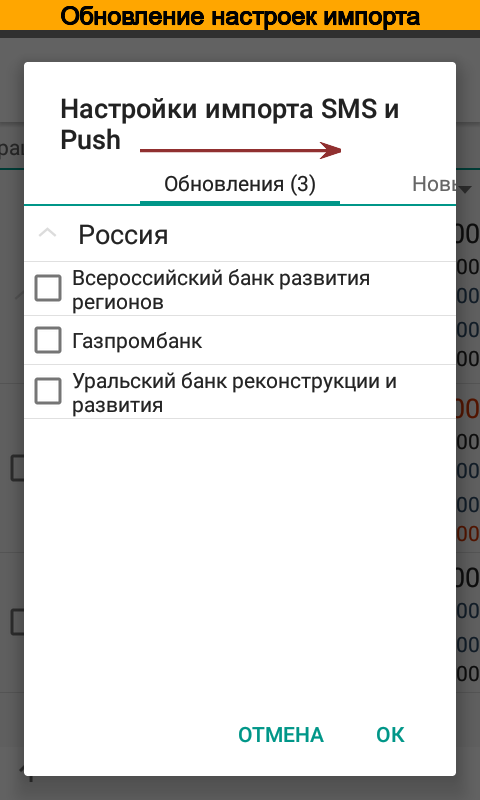 Обновление настроек импорта
Настройки импорта SMS и
Push
Обновления (3)
Новы
Россия
Всероссийский банк развития
регионов
Газпромбанк
Уральский банк реконструкции и
развития
ОТМЕНА
ОК